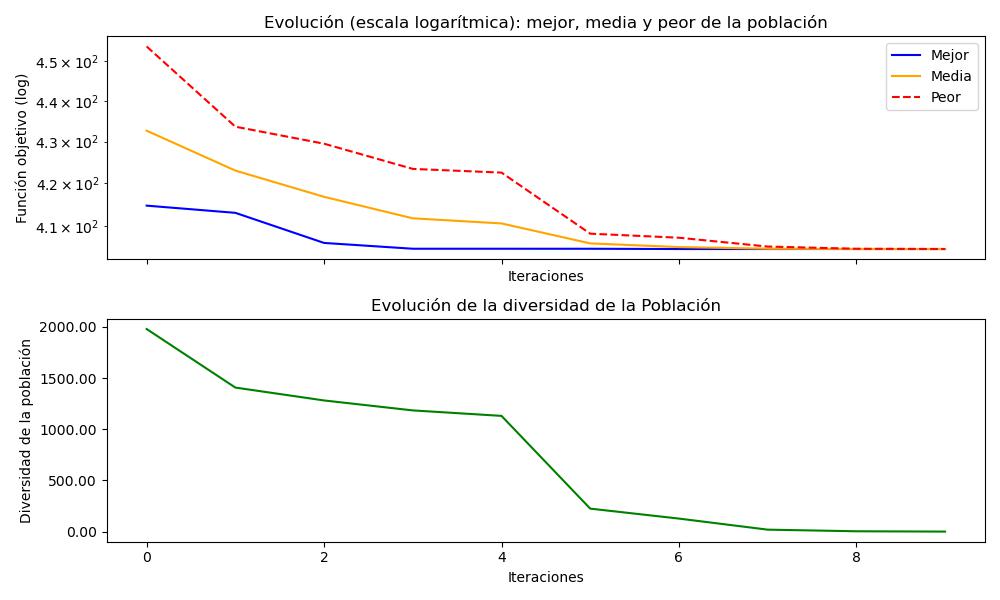 Evolución (escala logarítmica): mejor, media y peor de la población
Función objetivo (log)
4.5 × 10²
4.4 × 10²
4.3 × 10²
4.2 × 10²
4.1 × 10²
Mejor
Media
Peor
Iteraciones
Evolución de la diversidad de la Población
Diversidad de la población
2000.00
1500.00
1000.00
500.00
0.00
0 2 4 6 8
Iteraciones